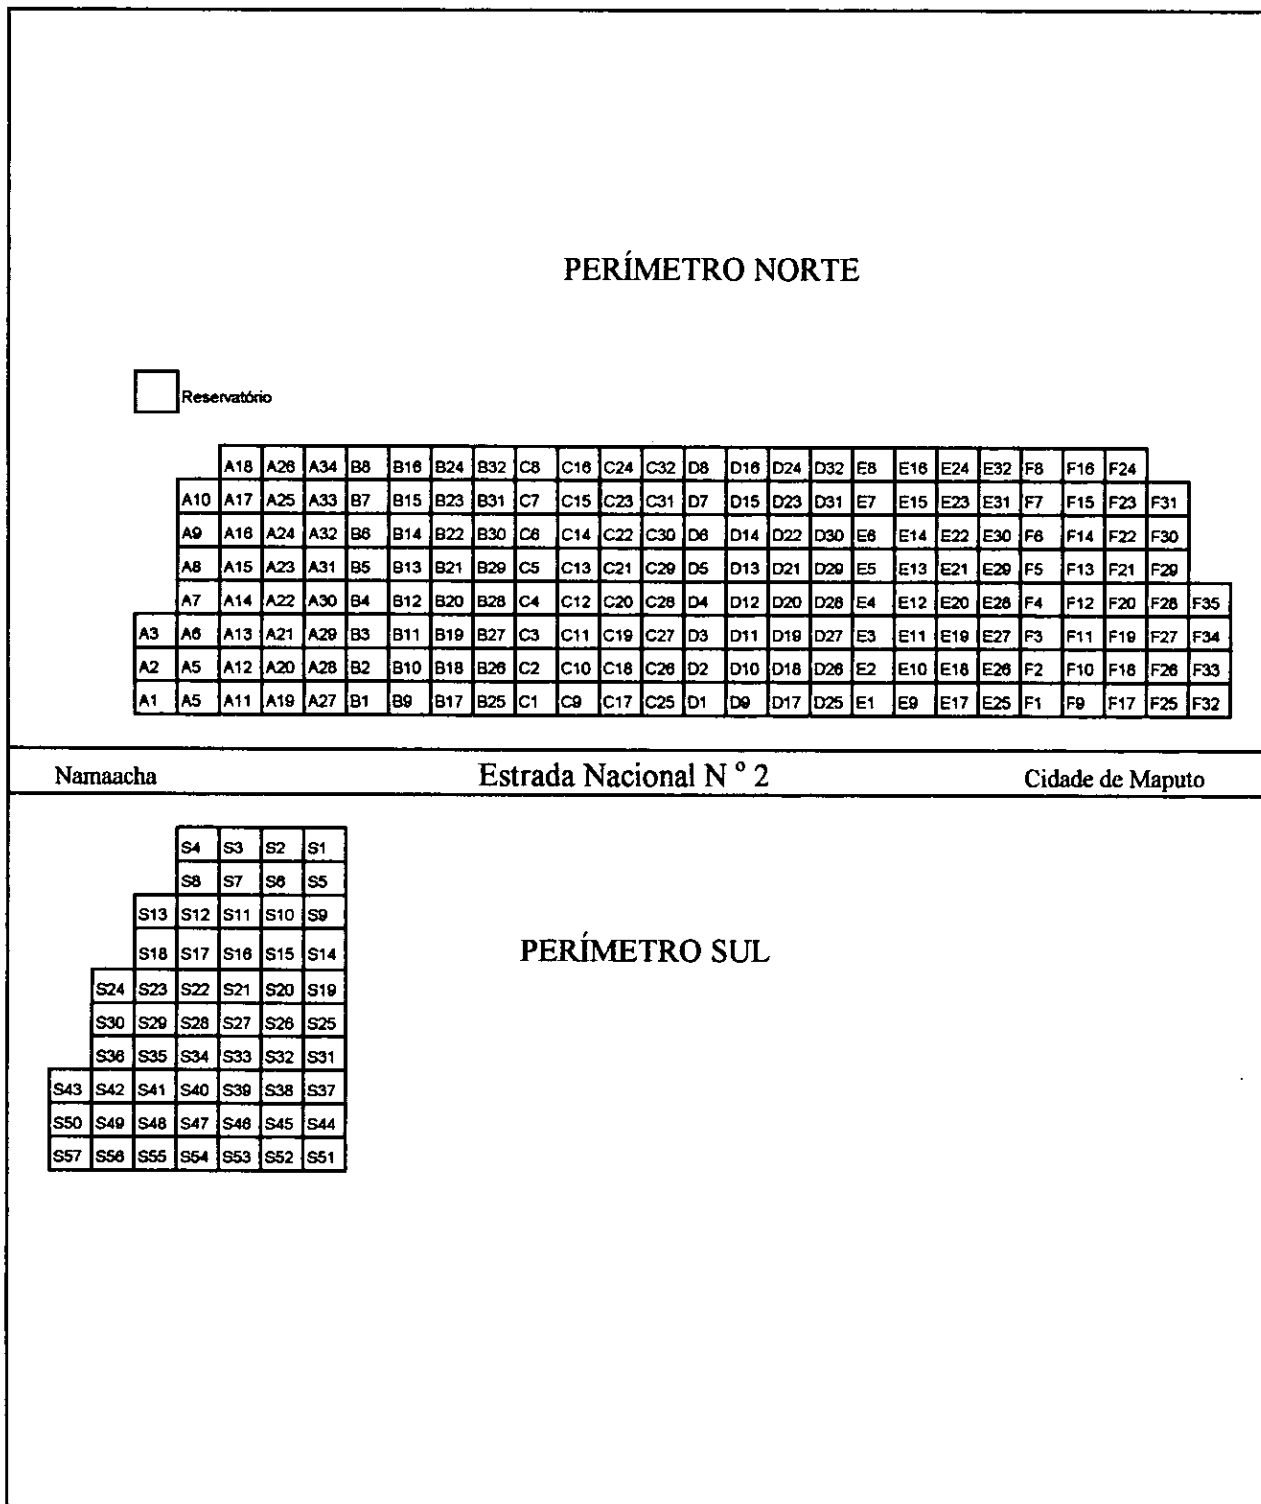 PERÍMETRO NORTE
Reservatório
A18 A26 A34 B8 B16 B24 B32 C8 C16 C24 C32 D8 D16 D24 D32 E8 E16 E24 E32 F8 F16 F24
A10 A17 A25 A33 B7 B15 B23 B31 C7 C15 C23 C31 D7 D15 D23 D31 E7 E15 E23 E31 F7 F15 F23 F31
A9 A16 A24 A32 B6 B14 B22 B30 C6 C14 C22 C30 D6 D14 D22 D30 E6 E14 E22 E30 F6 F14 F22 F30
A8 A15 A23 A31 B5 B13 B21 B29 C5 C13 C21 C29 D5 D13 D21 D29 E5 E13 E21 E29 F5 F13 F21 F29
A7 A14 A22 A30 B4 B12 B20 B28 C4 C12 C20 C28 D4 D12 D20 D28 E4 E12 E20 E28 F4 F12 F20 F28 F35
A3 A6 A13 A21 A29 B3 B11 B19 B27 C3 C11 C19 C27 D3 D11 D19 D27 E3 E11 E19 E27 F3 F11 F19 F27 F34
A2 A5 A12 A20 A28 B2 B10 B18 B26 C2 C10 C18 C26 D2 D10 D18 D26 E2 E10 E18 E26 F2 F10 F18 F26 F33
A1 A5 A11 A19 A27 B1 B9 B17 B25 C1 C9 C17 C25 D1 D9 D17 D25 E1 E9 E17 E25 F1 F9 F17 F25 F32
Namaacha Estrada Nacional N º 2 Cidade de Maputo
S4 S3 S2 S1
S8 S7 S6 S5
S13 S12 S11 S10 S9
S18 S17 S16 S15 S14
PERÍMETRO SUL
S24 S23 S22 S21 S20 S19
S30 S29 S28 S27 S26 S25
S36 S35 S34 S33 S32 S31
S43 S42 S41 S40 S39 S38 S37
S50 S49 S48 S47 S46 S45 S44
S57 S56 S55 S54 S53 S52 S51